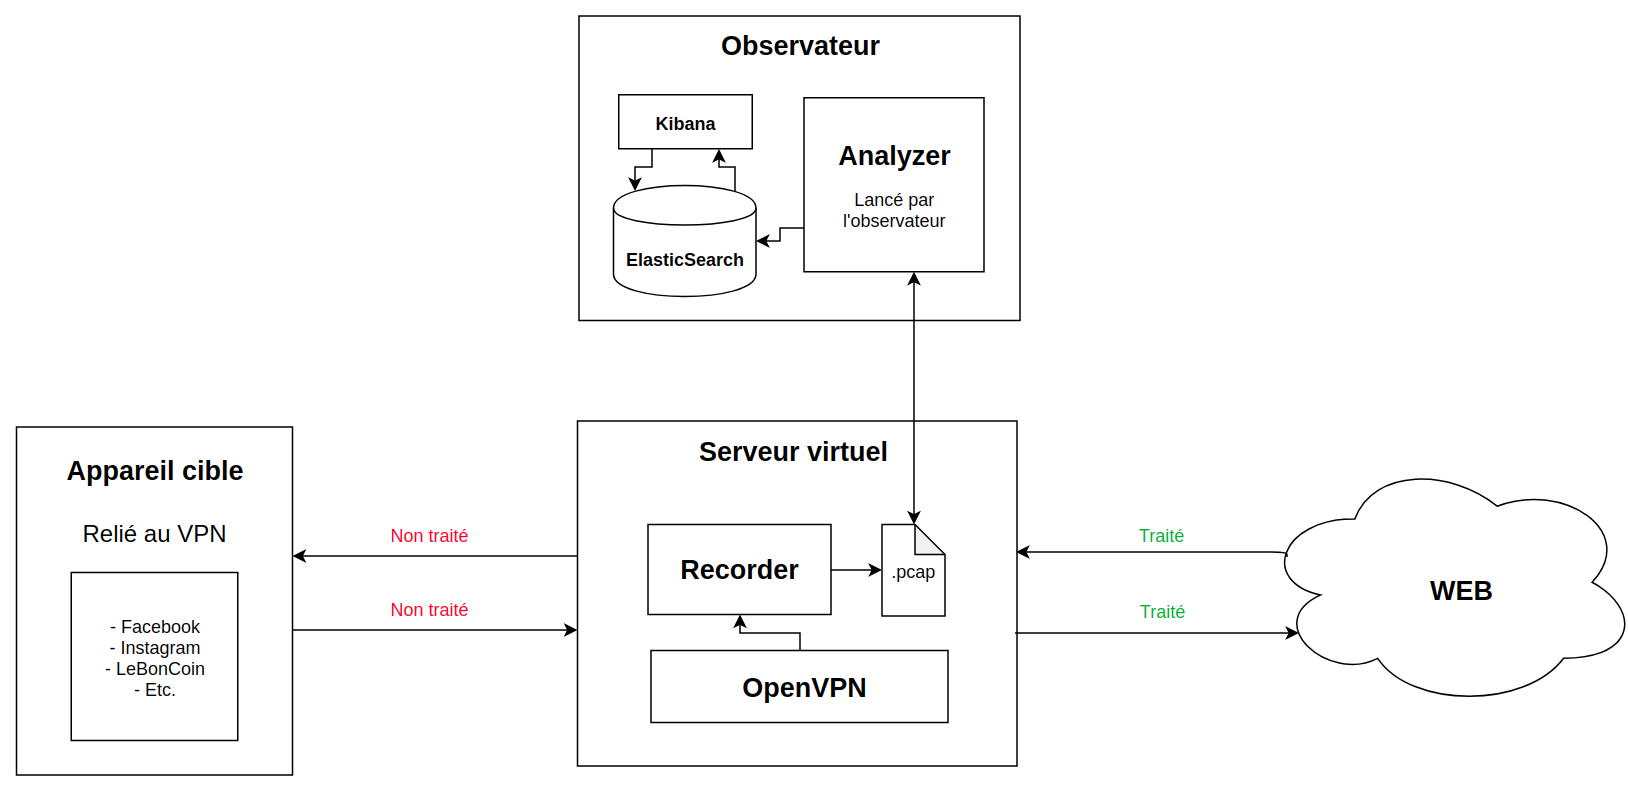 Observateur
Kibana
Analyzer
Lancé par
l'observateur
ElasticSearch
Appareil cible
Relié au VPN
- Facebook
- Instagram
- LeBonCoin
- Etc.
Non traité
Non traité
Serveur virtuel
Recorder
.pcap
OpenVPN
Traité
Traité
WEB